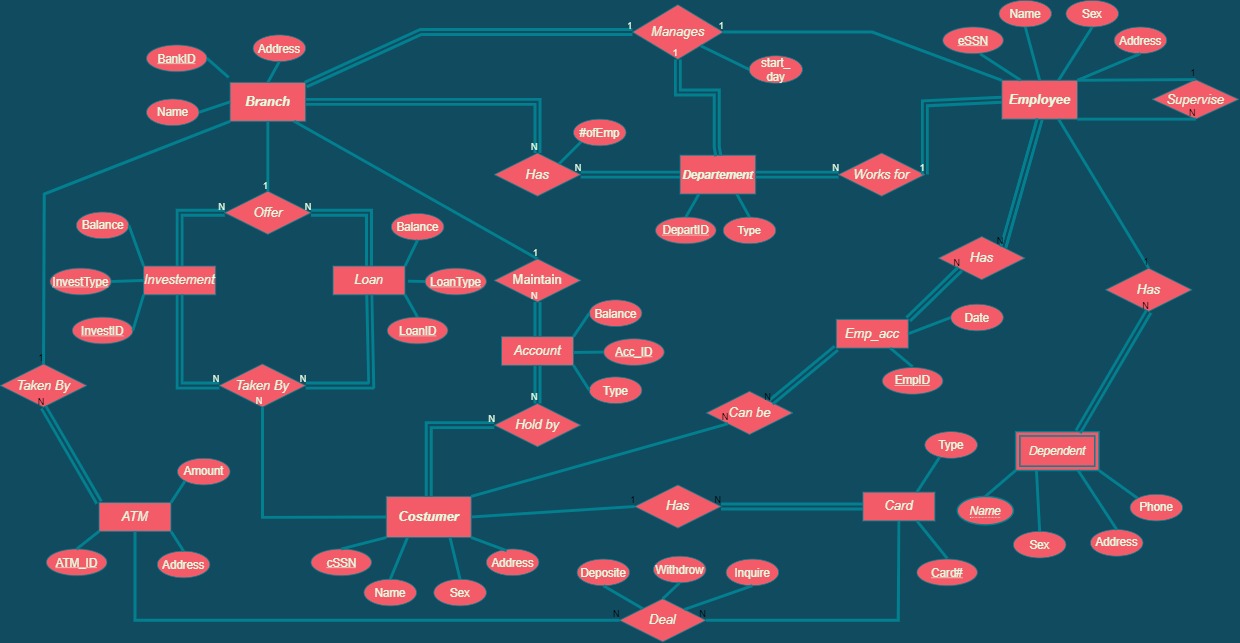 Name
Sex
1
Manages
1
eSSN
Address
BankID
Address
1
start_
day
1
Branch
Employee
Supervise
Name
N
#ofEmp
N
Has
N
Departement
N
Works for
1
1
N
Offer
N
DepartID
Type
Balance
Balance
N
Has
N
1
Maintain
N
1
Has
N
InvestType
Investement
Loan
LoanType
InvestID
LoanID
Balance
Date
Emp_acc
Account
Acc_ID
1
Taken By
N
N
Taken By
N
N
Type
EmpID
N
N
Hold by
N
Can be
N
Type
Dependent
Amount
ATM
Costumer
1
Has
N
Card
Name
Phone
Sex
Address
ATM_ID
Address
cSSN
Address
Name
Sex
Deposite
Withdrow
Inquire
Card#
N
Deal
N